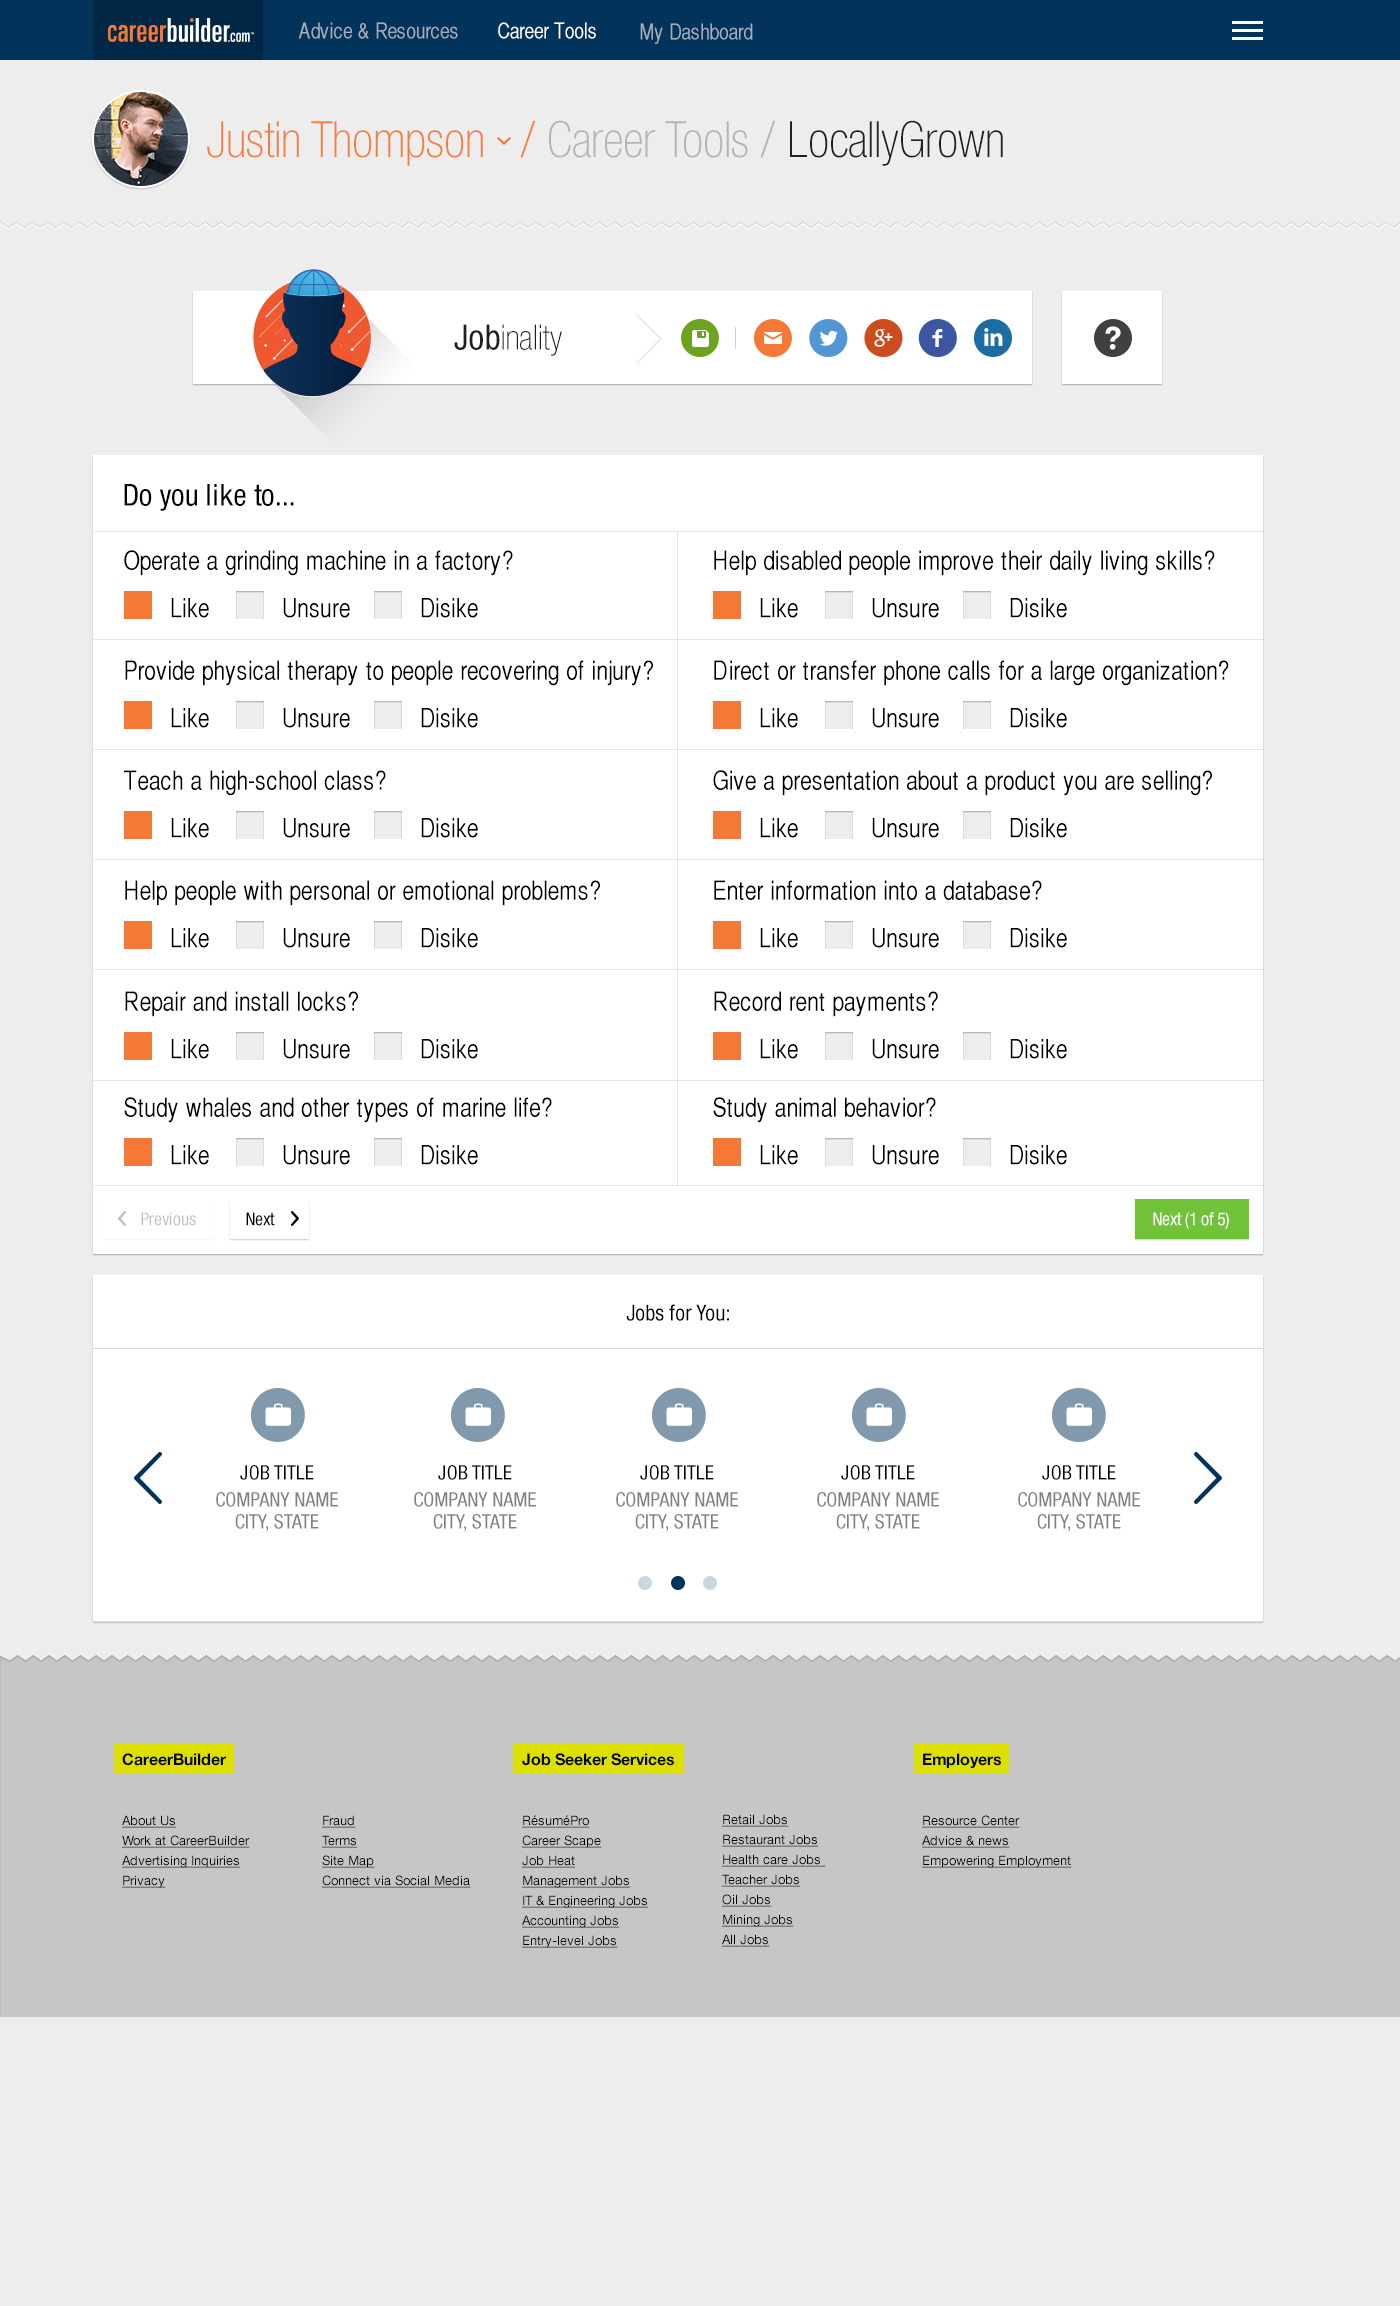 careerbuilder.com™ Advice & Resources Career Tools My Dashboard
Justin Thompson / Career Tools / LocallyGrown
Jobinality
Do you like to...
Operate a grinding machine in a factory?
Like Unsure Disike
Help disabled people improve their daily living skills?
Like Unsure Disike
Provide physical therapy to people recovering of injury?
Like Unsure Disike
Direct or transfer phone calls for a large organization?
Like Unsure Disike
Teach a high-school class?
Like Unsure Disike
Give a presentation about a product you are selling?
Like Unsure Disike
Help people with personal or emotional problems?
Like Unsure Disike
Enter information into a database?
Like Unsure Disike
Repair and install locks?
Like Unsure Disike
Record rent payments?
Like Unsure Disike
Study whales and other types of marine life?
Like Unsure Disike
Study animal behavior?
Like Unsure Disike
Previous Next Next (1 of 5)
Jobs for You:
JOB TITLE
COMPANY NAME
CITY, STATE
JOB TITLE
COMPANY NAME
CITY, STATE
JOB TITLE
COMPANY NAME
CITY, STATE
JOB TITLE
COMPANY NAME
CITY, STATE
JOB TITLE
COMPANY NAME
CITY, STATE
CareerBuilder
About Us
Work at CareerBuilder
Advertising Inquiries
Privacy
Fraud
Terms
Site Map
Connect via Social Media
Job Seeker Services
RésuméPro
Career Scape
Job Heat
Management Jobs
IT & Engineering Jobs
Accounting Jobs
Entry-level Jobs
Retail Jobs
Restaurant Jobs
Health care Jobs
Teacher Jobs
Oil Jobs
Mining Jobs
All Jobs
Employers
Resource Center
Advice & news
Empowering Employment